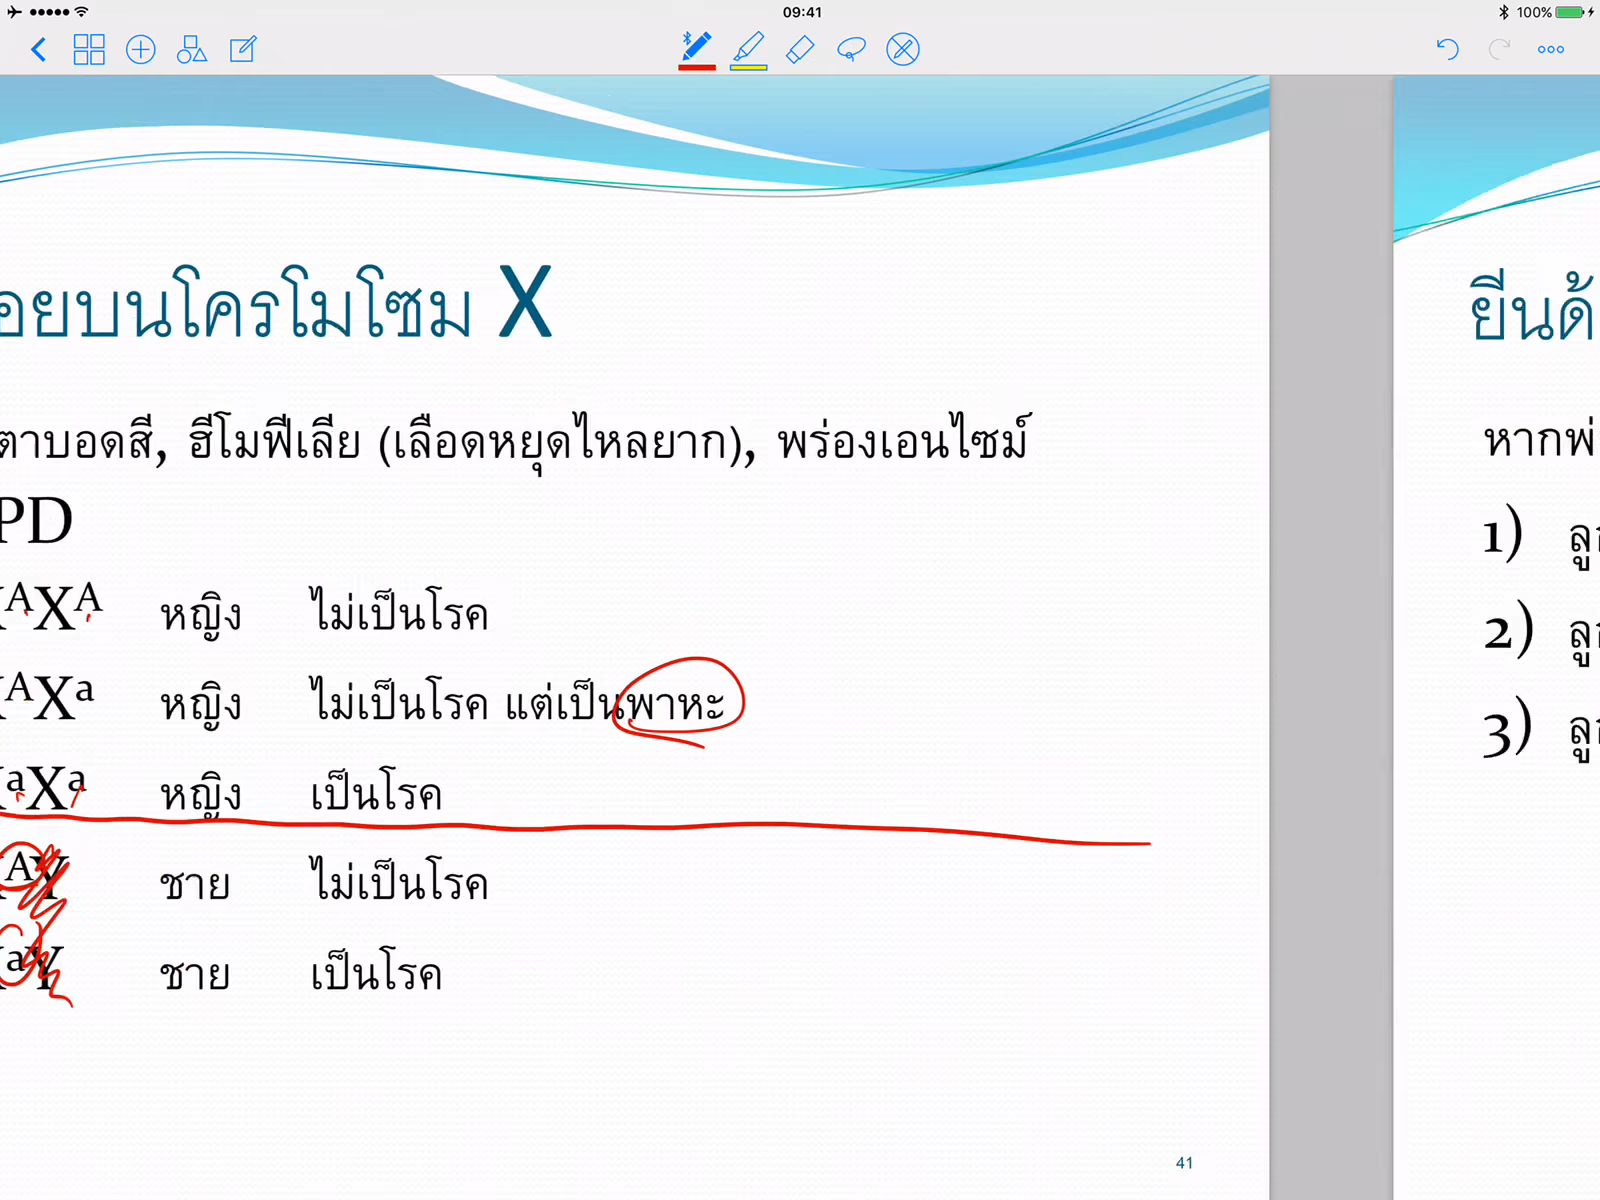 09:41
100%
อยบนโครโมโซม X
ตาบอดสี, ฮีโมฟีเลีย (เลือดหยุดไหลยาก), พร่องเอนไซม์
PD
XᴬXᴬ หญิง ไม่เป็นโรค
XᴬXᵃ หญิง ไม่เป็นโรค แต่เป็นพาหะ
XᵃXᵃ หญิง เป็นโรค
XᴬY ชาย ไม่เป็นโรค
XᵃY ชาย เป็นโรค
41
ยีนด้
หากพ่
1) ลู
2) ลู
3) ลู